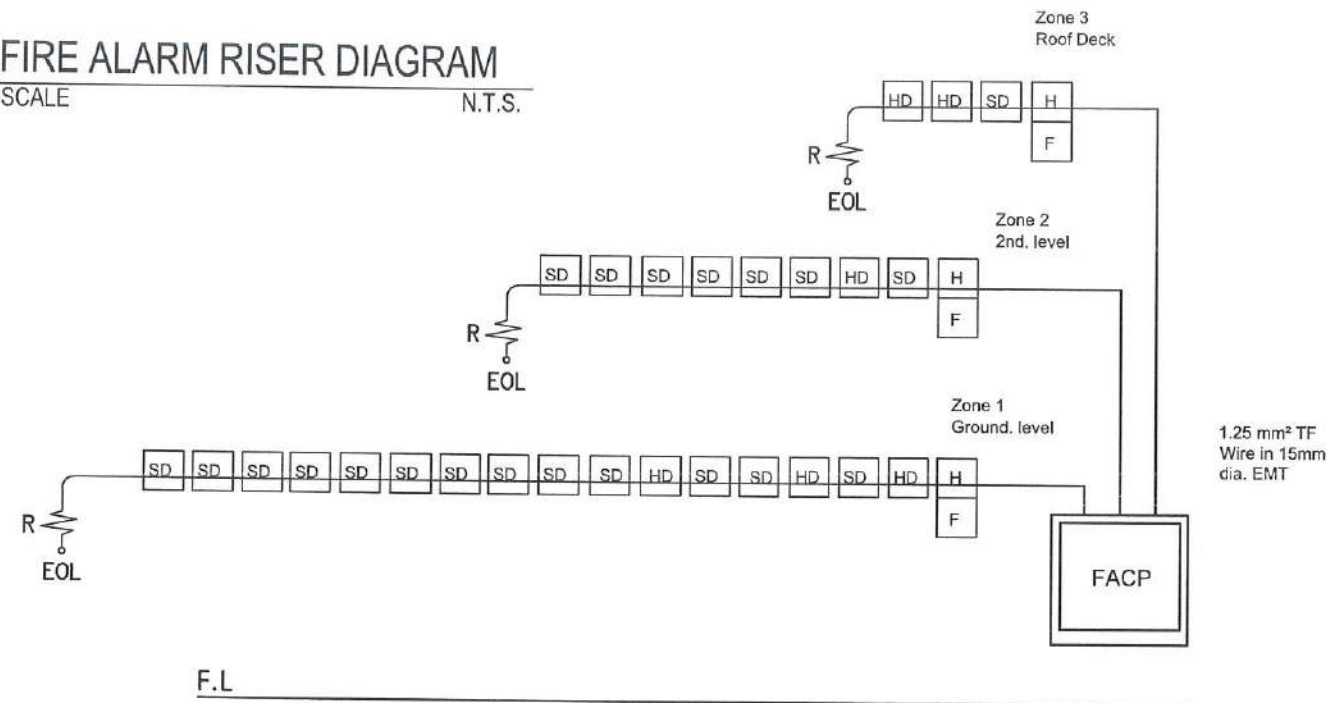 FIRE ALARM RISER DIAGRAM
SCALE N.T.S.
Zone 3
Roof Deck
HD HD SD H
F
R
EOL
Zone 2
2nd. level
SD SD SD SD SD SD HD SD H
F
R
EOL
Zone 1
Ground. level
SD SD SD SD SD SD SD SD SD SD HD SD SD HD SD HD H
F
R
EOL
1.25 mm² TF
Wire in 15mm
dia. EMT
FACP
F.L